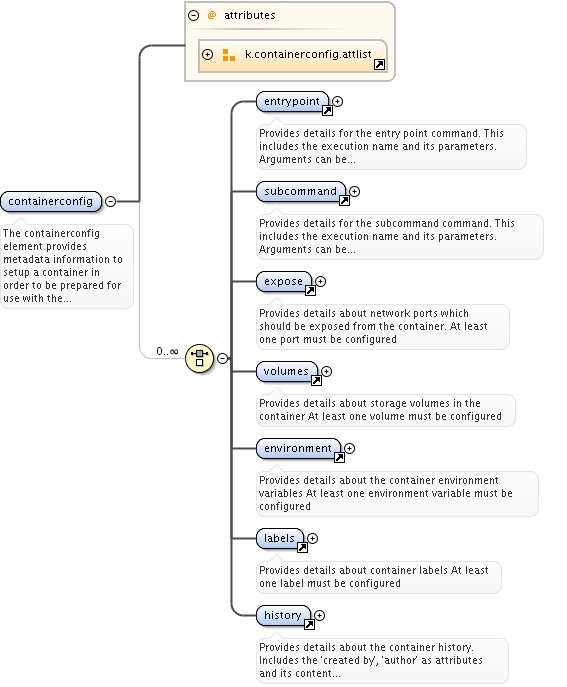 @ attributes
k.containerconfig.attlist
entrypoint
Provides details for the entry point command. This
includes the execution name and its parameters.
Arguments can be...
subcommand
Provides details for the subcommand command. This
includes the execution name and its parameters.
Arguments can be...
containerconfig
The containerconfig
element provides
metadata information to
setup a container in
order to be prepared for
use with the...
expose
Provides details about network ports which
should be exposed from the container. At least
one port must be configured
0..∞
volumes
Provides details about storage volumes in the
container At least one volume must be configured
environment
Provides details about the container environment
variables At least one environment variable must be
configured
labels
Provides details about container labels At least
one label must be configured
history
Provides details about the container history.
Includes the 'created by', 'author' as attributes
and its content...